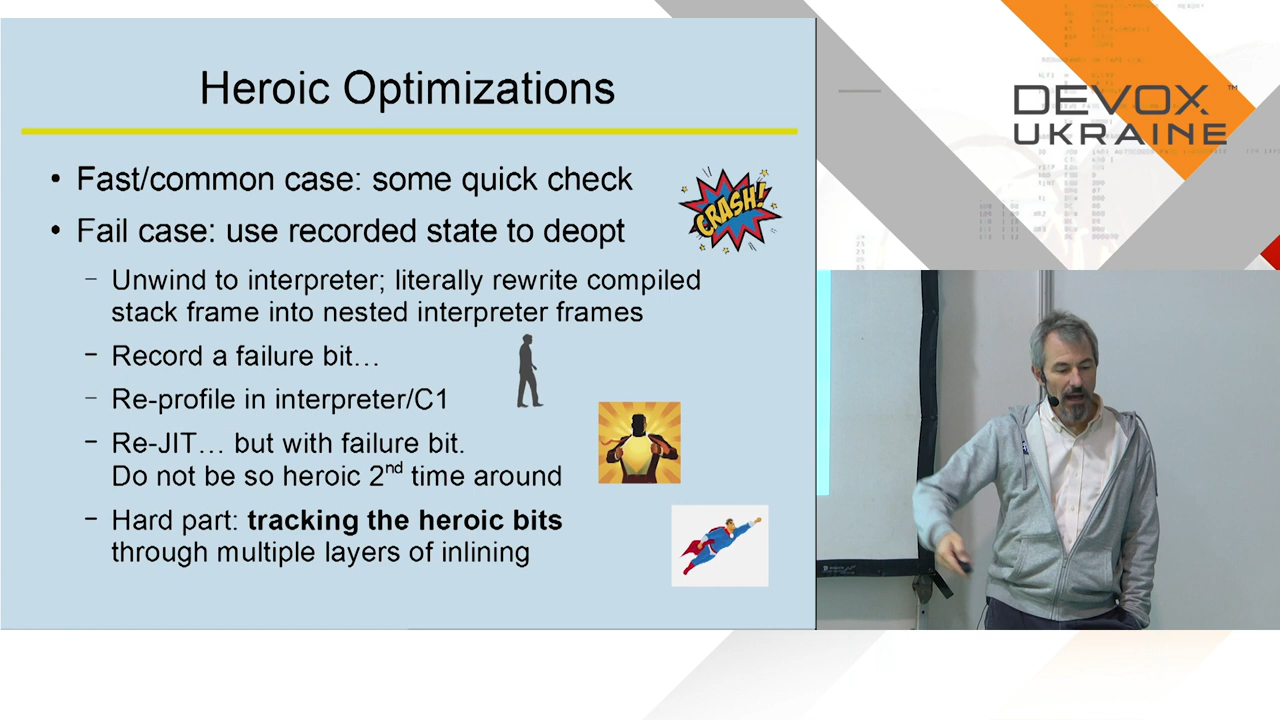 Heroic Optimizations
• Fast/common case: some quick check
CRASH!
• Fail case: use recorded state to deopt
– Unwind to interpreter; literally rewrite compiled
stack frame into nested interpreter frames
– Record a failure bit…
– Re-profile in interpreter/C1
– Re-JIT… but with failure bit.
Do not be so heroic 2nd time around
– Hard part: tracking the heroic bits
through multiple layers of inlining
DEVOX™
UKRAINE